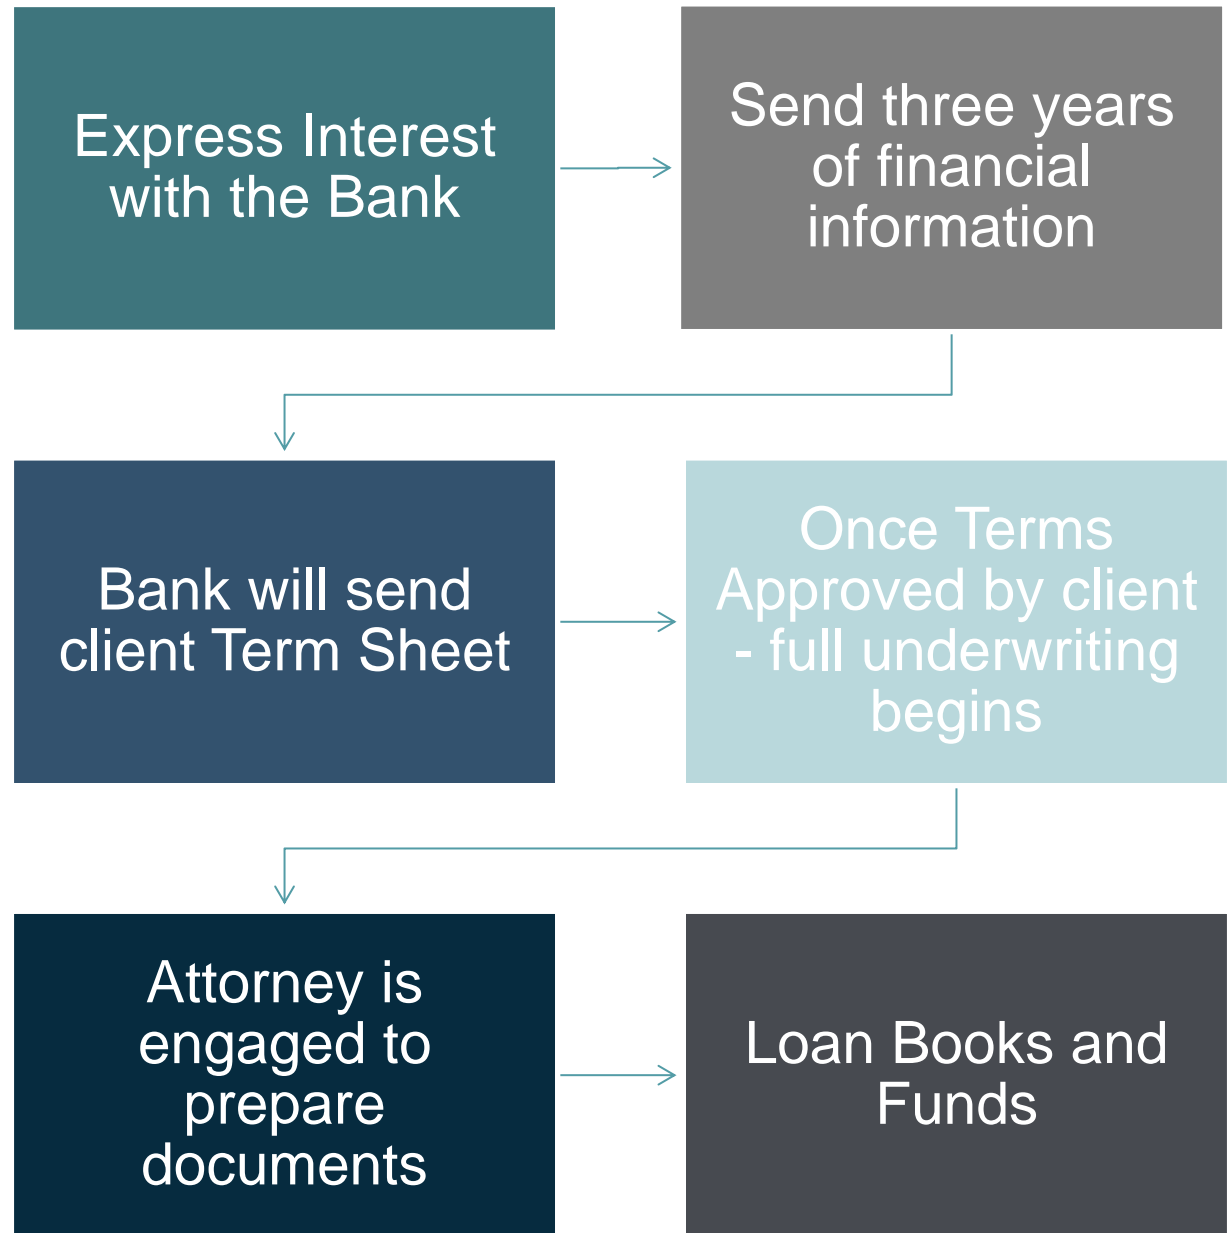 Express Interest
with the Bank
Send three years
of financial
information
Bank will send
client Term Sheet
Once Terms
Approved by client
- full underwriting
begins
Attorney is
engaged to
prepare
documents
Loan Books and
Funds